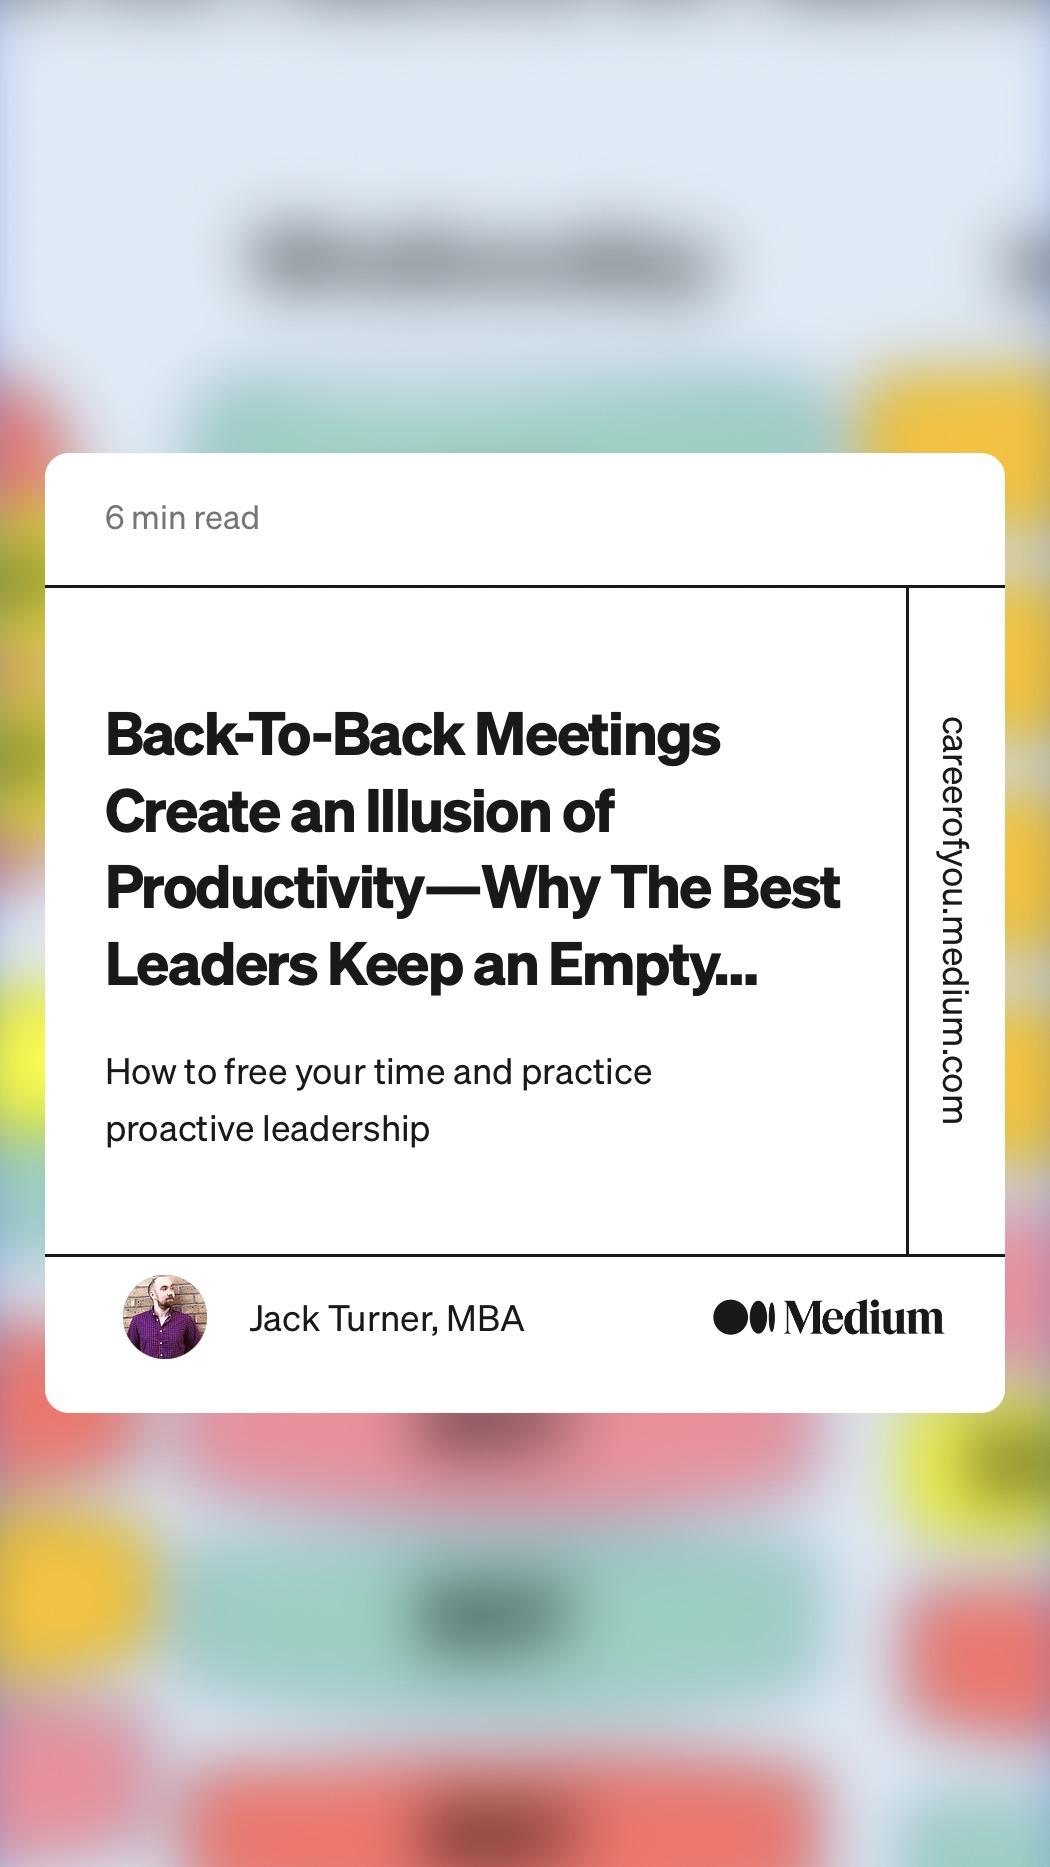 6 min read
Back-To-Back Meetings
Create an Illusion of
Productivity—Why The Best
Leaders Keep an Empty...
How to free your time and practice
proactive leadership
careerofyou.medium.com
Jack Turner, MBA
Medium